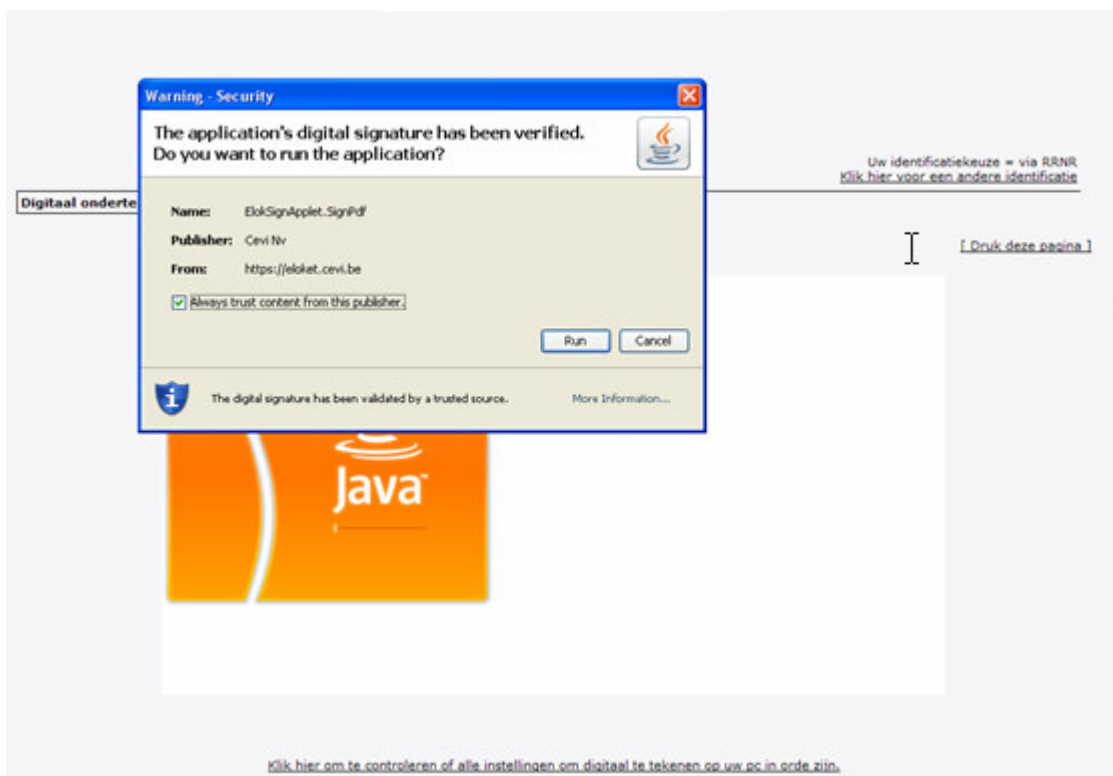 Warning - Security
The application's digital signature has been verified.
Do you want to run the application?
Uw identificatiekeuze = via RRNR
Klik hier voor een andere identificatie
Digitaal onderte
Name: ElokSignApplet.SignPdf
Publisher: Cevi Nv
From: https://eloket.cevi.be
[ Druk deze pagina ]
Always trust content from this publisher.
Run Cancel
The digital signature has been validated by a trusted source. More Information...
Java™
Klik hier om te controleren of alle instellingen om digitaal te tekenen op uw pc in orde zijn.